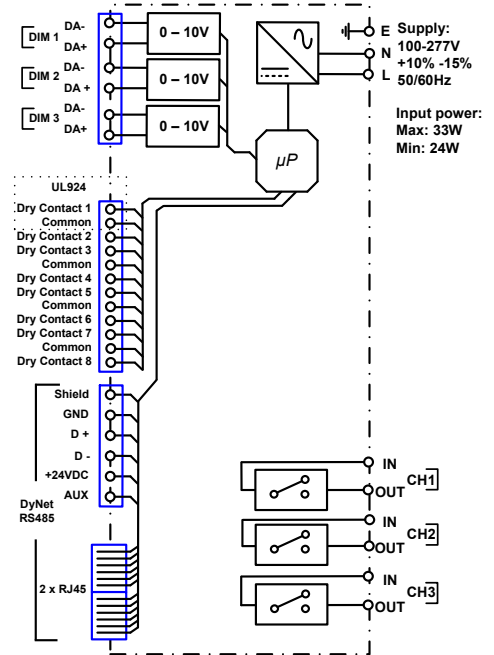 DIM 1
DA-
DA+
0 – 10V
DIM 2
DA-
DA +
0 – 10V
DIM 3
DA-
DA+
0 – 10V
E
N
L
Supply:
100-277V
+10% -15%
50/60Hz
Input power:
Max: 33W
Min: 24W
µP
UL924
Dry Contact 1
Common
Dry Contact 2
Dry Contact 3
Common
Dry Contact 4
Dry Contact 5
Common
Dry Contact 6
Dry Contact 7
Common
Dry Contact 8
Shield
GND
D +
D -
+24VDC
AUX
DyNet
RS485
2 x RJ45
IN
OUT
CH1
IN
OUT
CH2
IN
OUT
CH3